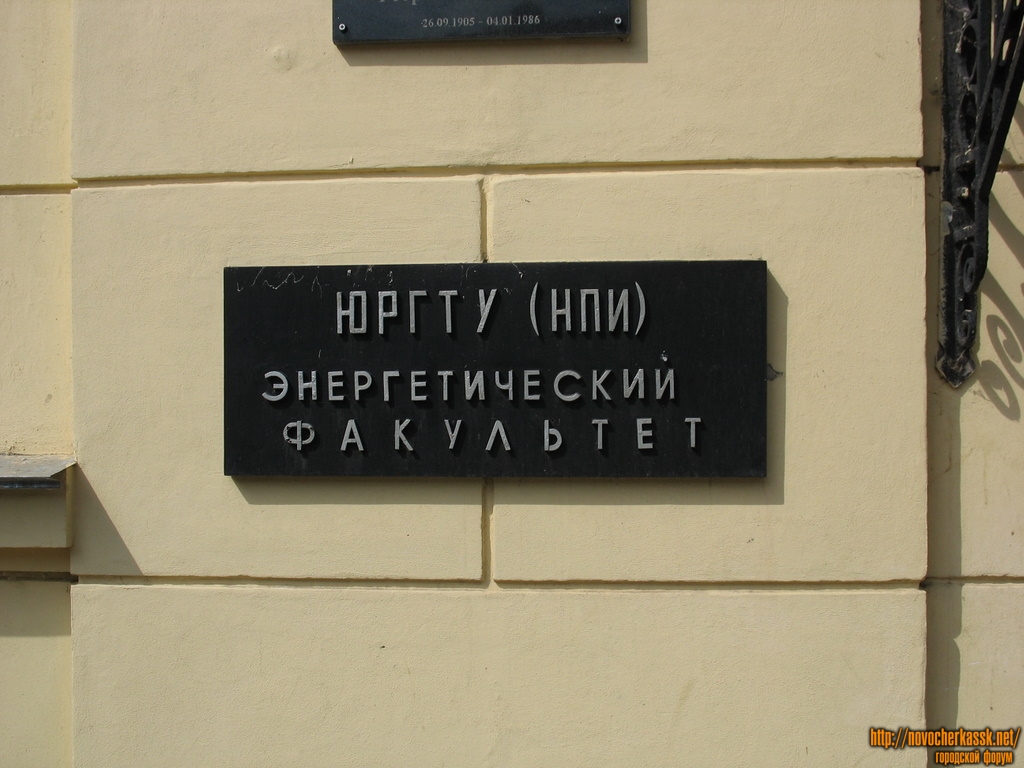 26.09.1905 - 04.01.1986
ЮРГТУ (НПИ)
ЭНЕРГЕТИЧЕСКИЙ
ФАКУЛЬТЕТ
http://novocherkassk.net/
городской форум